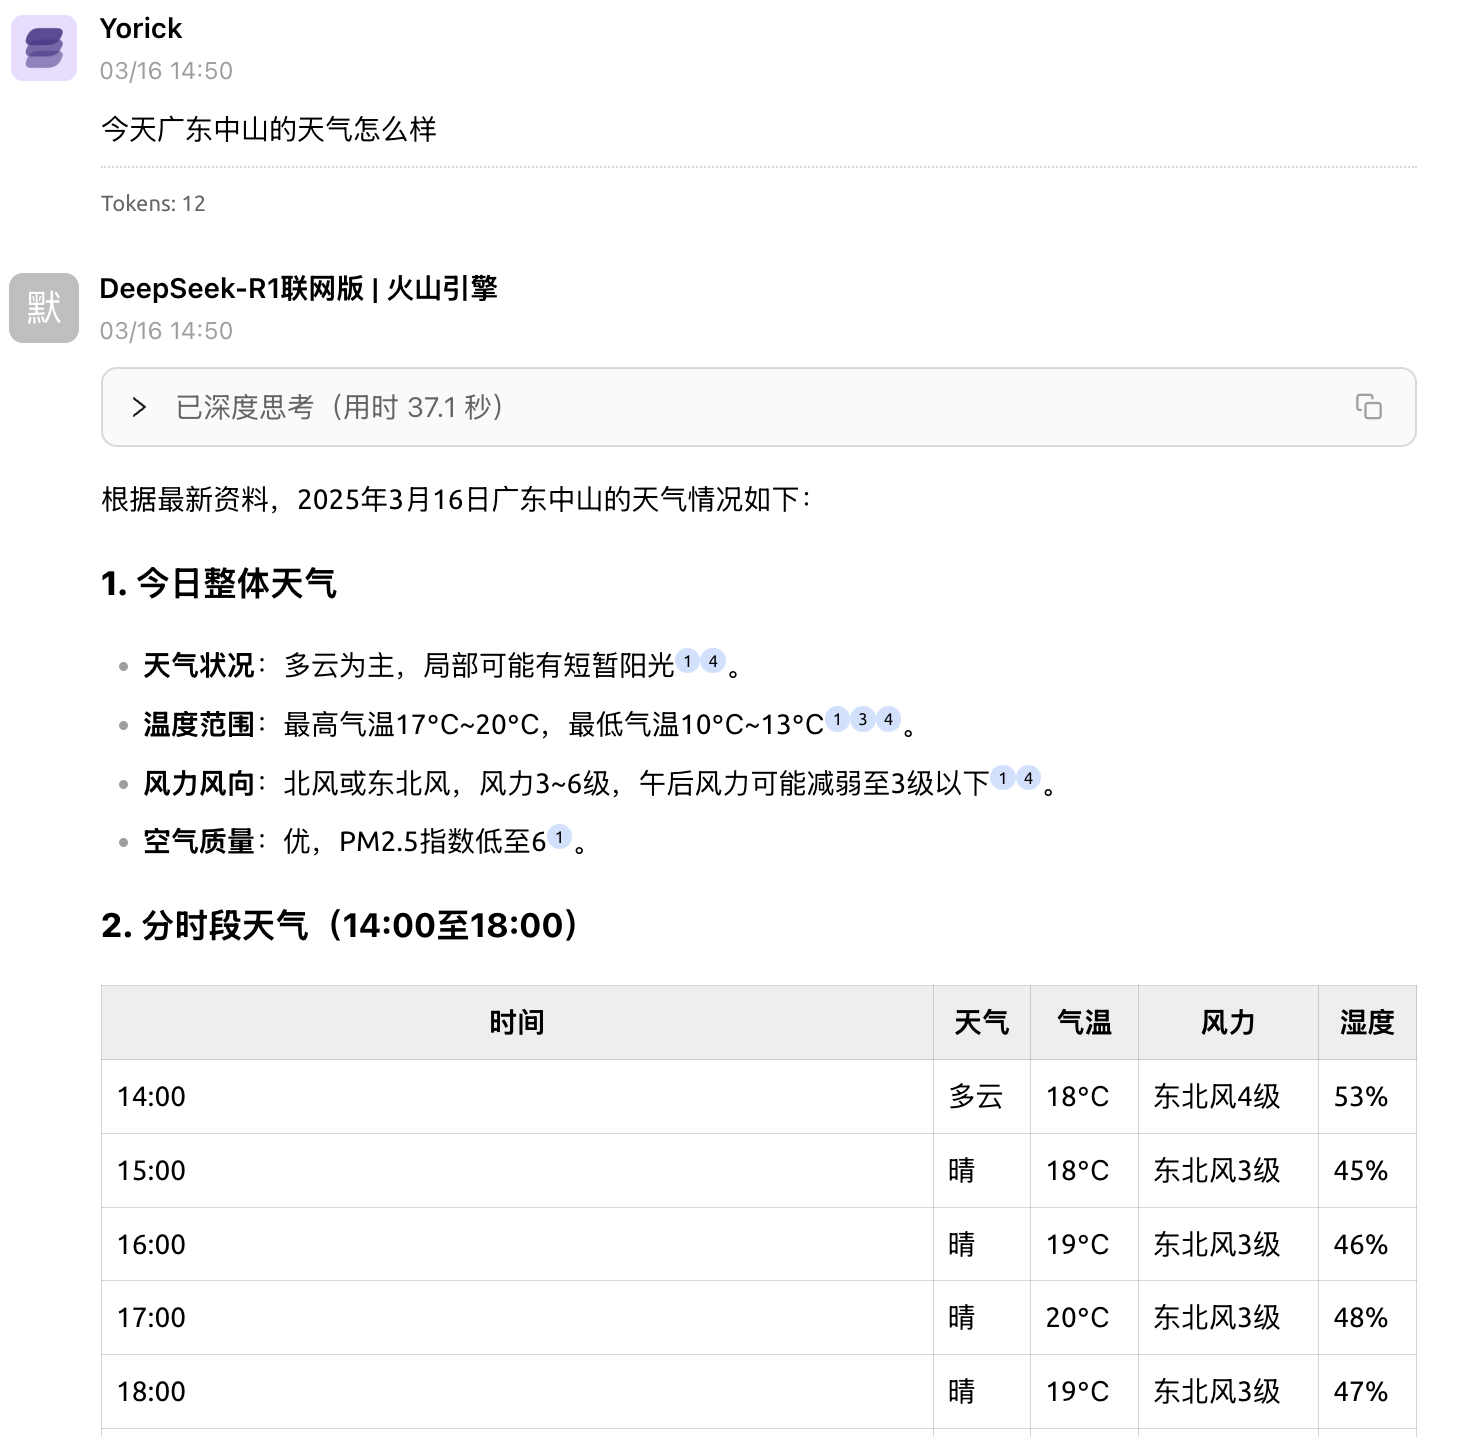 Yorick
03/16 14:50
今天广东中山的天气怎么样
Tokens: 12
默
DeepSeek-R1联网版 | 火山引擎
03/16 14:50
已深度思考（用时 37.1 秒）
根据最新资料，2025年3月16日广东中山的天气情况如下：
1. 今日整体天气
天气状况：多云为主，局部可能有短暂阳光1 4。
温度范围：最高气温17°C~20°C，最低气温10°C~13°C1 3 4。
风力风向：北风或东北风，风力3~6级，午后风力可能减弱至3级以下1 4。
空气质量：优，PM2.5指数低至61。
2. 分时段天气（14:00至18:00）
时间 天气 气温 风力 湿度
14:00 多云 18°C 东北风4级 53%
15:00 晴 18°C 东北风3级 45%
16:00 晴 19°C 东北风3级 46%
17:00 晴 20°C 东北风3级 48%
18:00 晴 19°C 东北风3级 47%